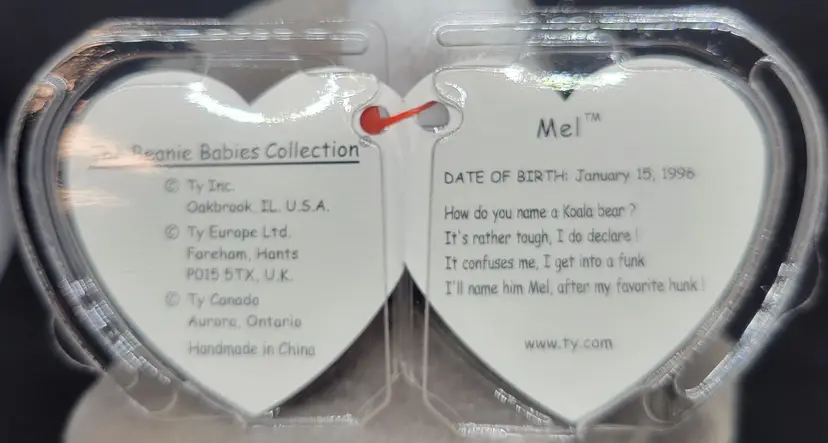 Beanie Babies Collection
© Ty Inc.
Oakbrook, IL, U.S.A.
© Ty Europe Ltd.
Fareham, Hants
PO15 5TX, U.K.
© Ty Canada
Aurora, Ontario
Handmade in China
Mel™
DATE OF BIRTH: January 15, 1996
How do you name a Koala bear?
It's rather tough, I do declare!
It confuses me, I get into a funk
I'll name him Mel, after my favorite hunk!
www.ty.com